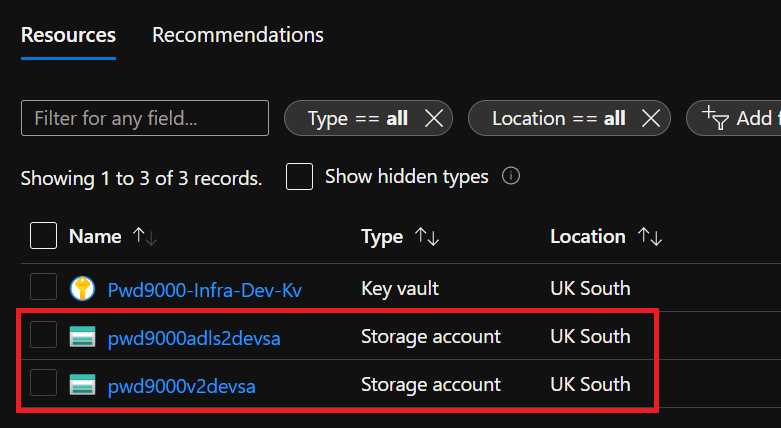 Resources Recommendations
Filter for any field... Type == all Location == all Add
Showing 1 to 3 of 3 records. Show hidden types
Name Type Location
Pwd9000-Infra-Dev-Kv Key vault UK South
pwd9000adls2devsa Storage account UK South
pwd9000v2devsa Storage account UK South